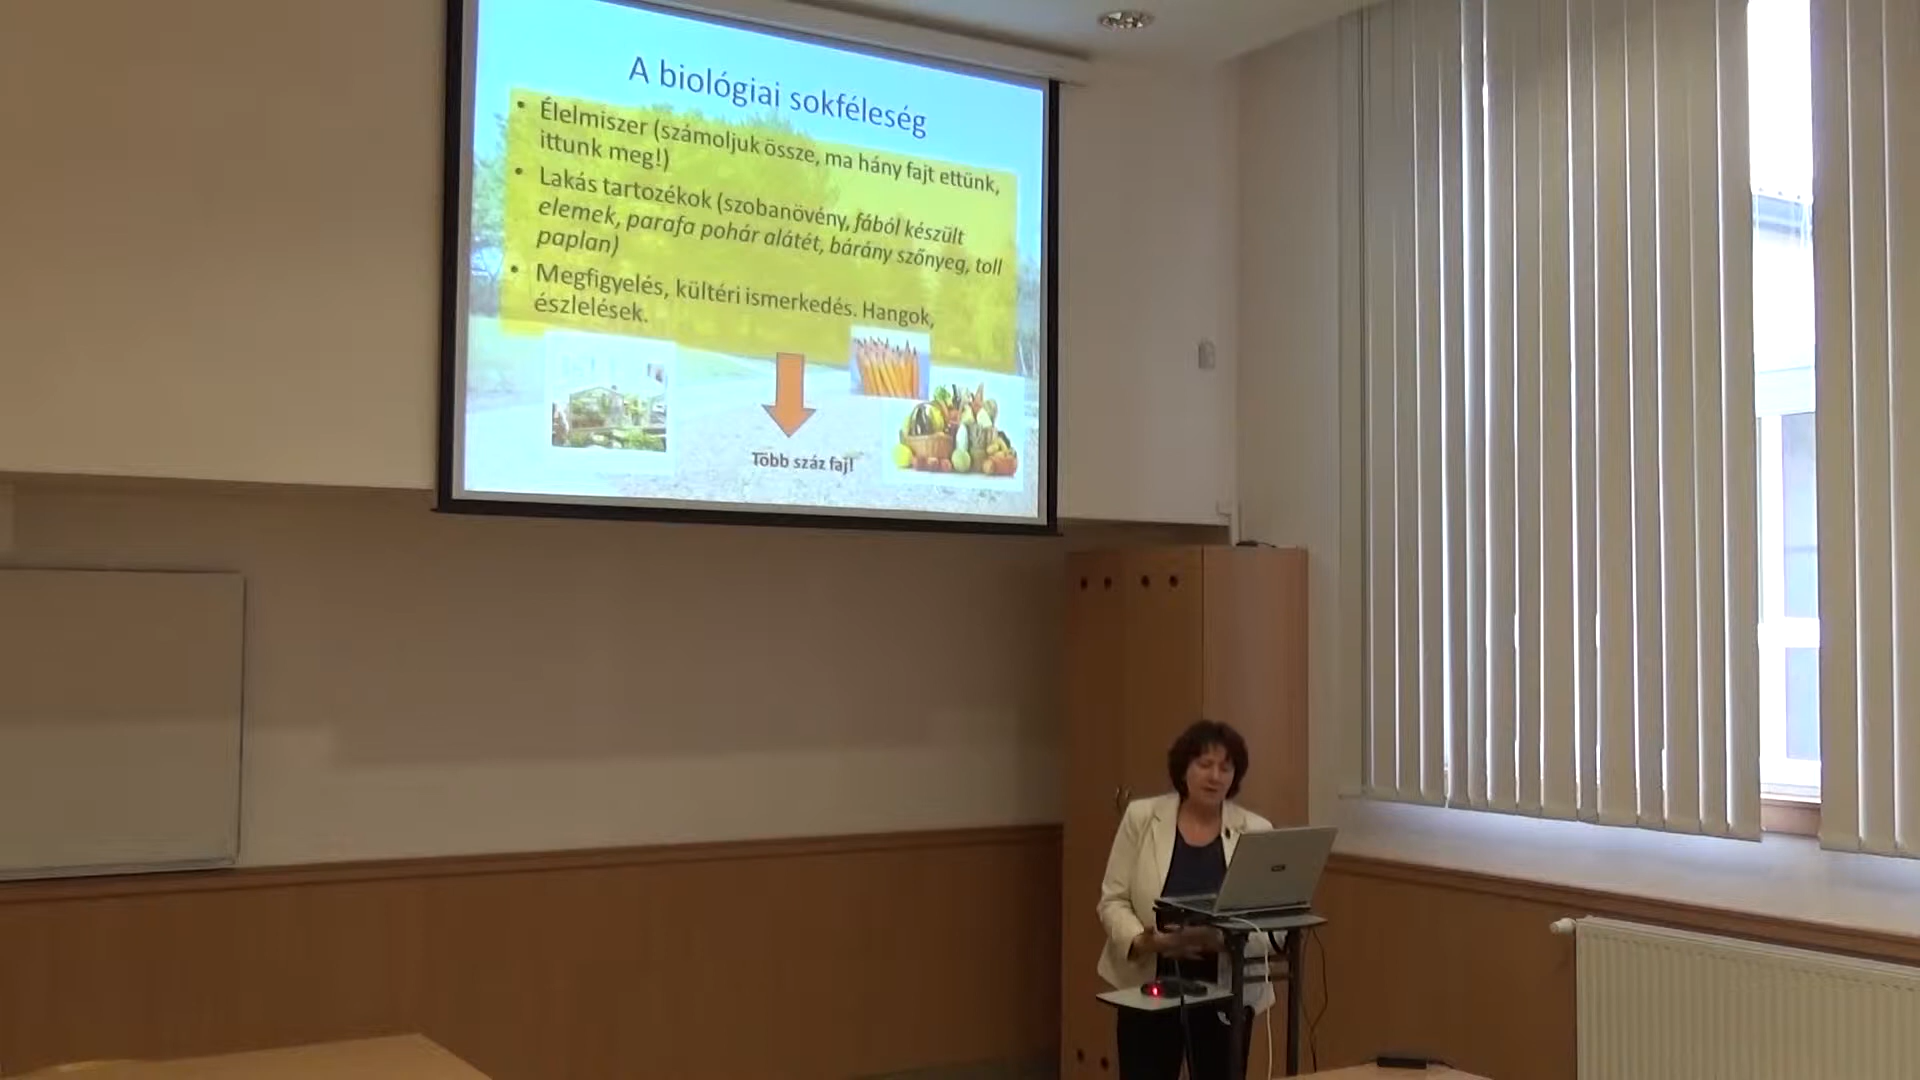 A biológiai sokféleség
• Élelmiszer (számoljuk össze, ma hány fajt ettünk,
ittunk meg!)
• Lakás tartozékok (szobanövény, fából készült
elemek, parafa pohár alátét, bárány szőnyeg, toll
paplan)
• Megfigyelés, kültéri ismerkedés. Hangok,
észlelések.
Több száz faj!